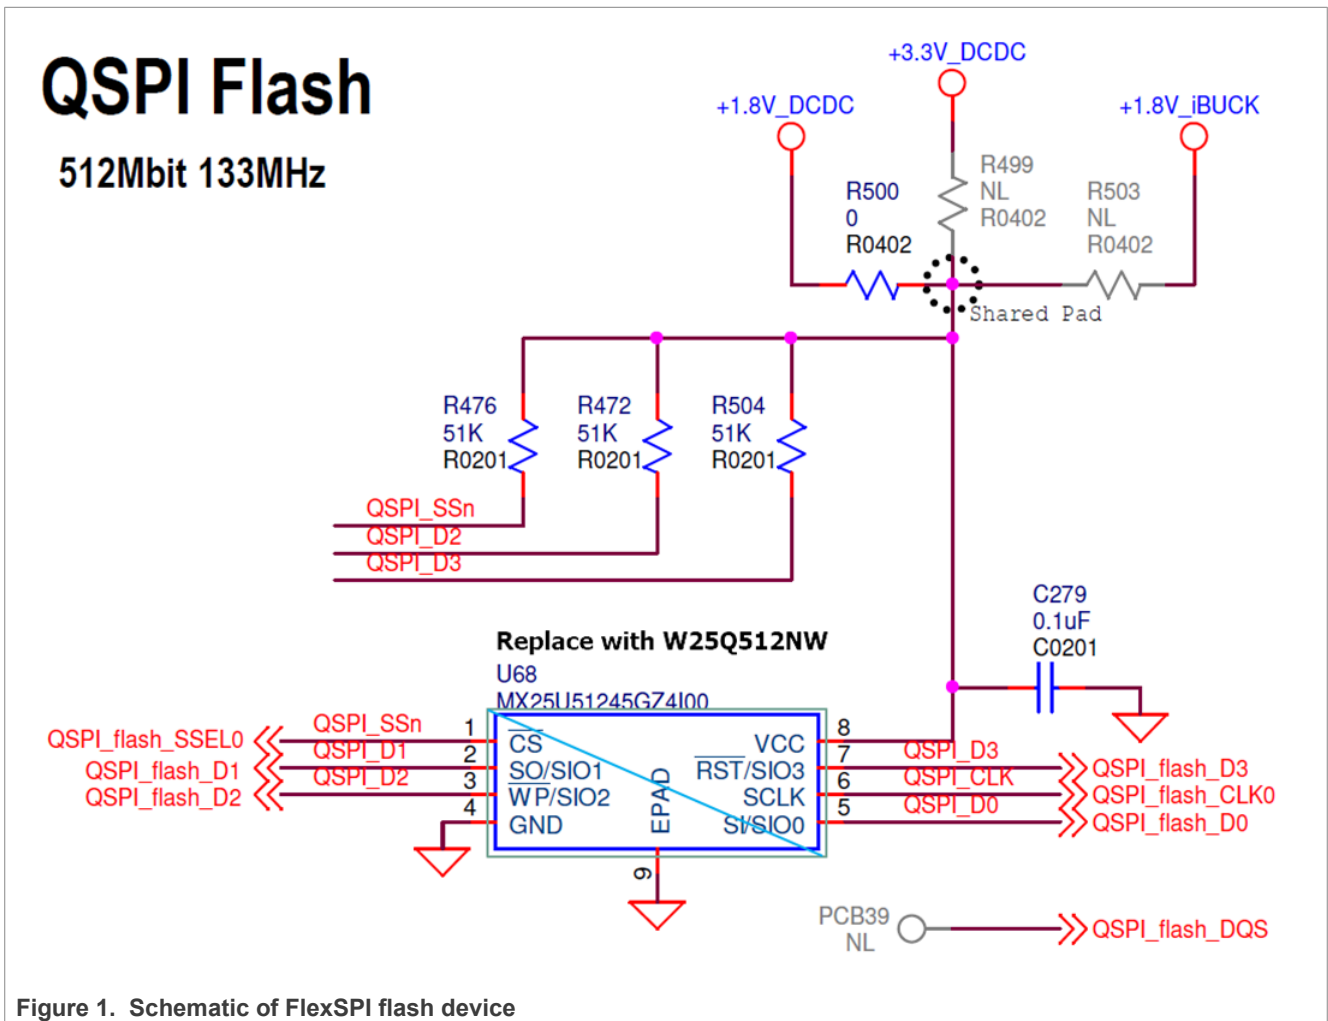 QSPI Flash
512Mbit 133MHz
+3.3V_DCDC
+1.8V_DCDC
+1.8V_iBUCK
R499
NL
R0402
R500
0
R0402
R503
NL
R0402
Shared Pad
R476
51K
R0201
R472
51K
R0201
R504
51K
R0201
QSPI_SSn
QSPI_D2
QSPI_D3
C279
0.1uF
C0201
Replace with W25Q512NW
U68
MX25U51245GZ4I00
QSPI_flash_SSEL0
QSPI_flash_D1
QSPI_flash_D2
QSPI_SSn
QSPI_D1
QSPI_D2
1
2
3
4
CS
SO/SIO1
WP/SIO2
GND
EPAD
9
VCC
RST/SIO3
SCLK
SI/SIO0
8
7
6
5
QSPI_D3
QSPI_CLK
QSPI_D0
QSPI_flash_D3
QSPI_flash_CLK0
QSPI_flash_D0
PCB39
NL
QSPI_flash_DQS
Figure 1. Schematic of FlexSPI flash device